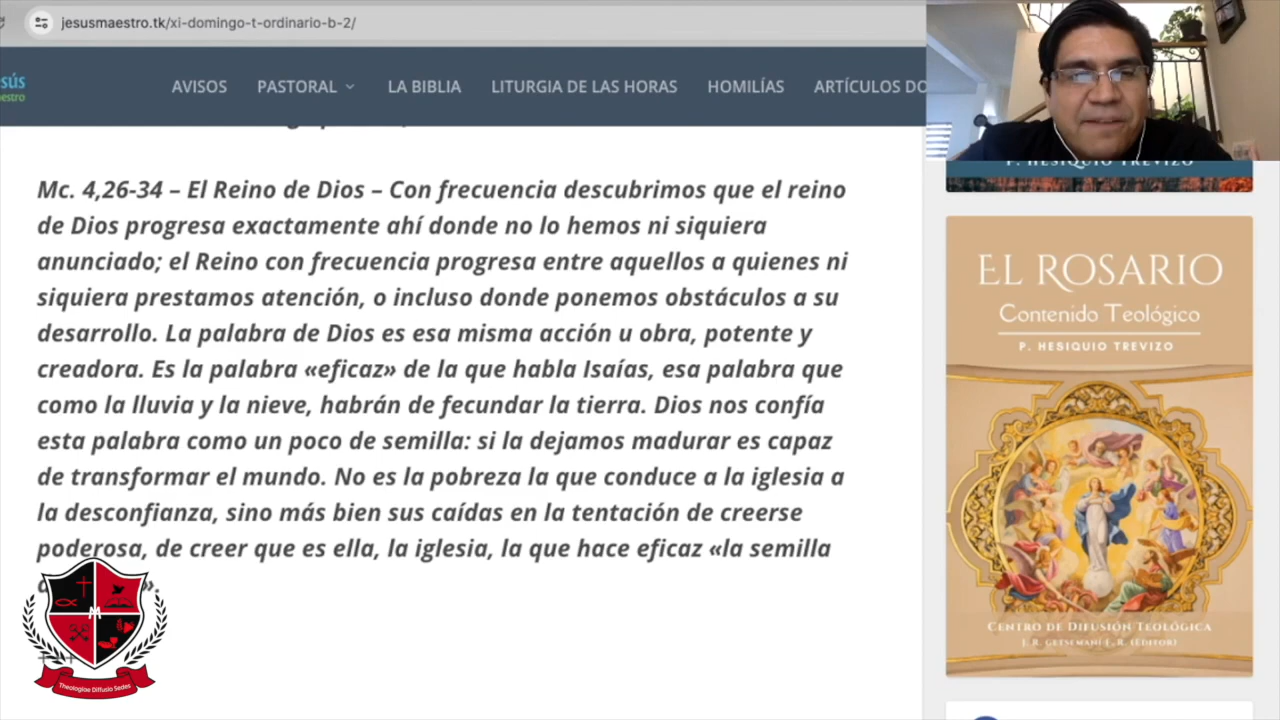 jesusmaestro.tk/xi-domingo-t-ordinario-b-2/
AVISOS PASTORAL LA BIBLIA LITURGIA DE LAS HORAS HOMILÍAS ARTÍCULOS DO
Mc. 4,26-34 – El Reino de Dios – Con frecuencia descubrimos que el reino
de Dios progresa exactamente ahí donde no lo hemos ni siquiera
anunciado; el Reino con frecuencia progresa entre aquellos a quienes ni
siquiera prestamos atención, o incluso donde ponemos obstáculos a su
desarrollo. La palabra de Dios es esa misma acción u obra, potente y
creadora. Es la palabra «eficaz» de la que habla Isaías, esa palabra que
como la lluvia y la nieve, habrán de fecundar la tierra. Dios nos confía
esta palabra como un poco de semilla: si la dejamos madurar es capaz
de transformar el mundo. No es la pobreza la que conduce a la iglesia a
la desconfianza, sino más bien sus caídas en la tentación de creerse
poderosa, de creer que es ella, la iglesia, la que hace eficaz «la semilla
M
Theologiae Diffusio Sedes
P. HESIQUIO TREVIZO
EL ROSARIO
Contenido Teológico
P. HESIQUIO TREVIZO
CENTRO DE DIFUSIÓN TEOLÓGICA